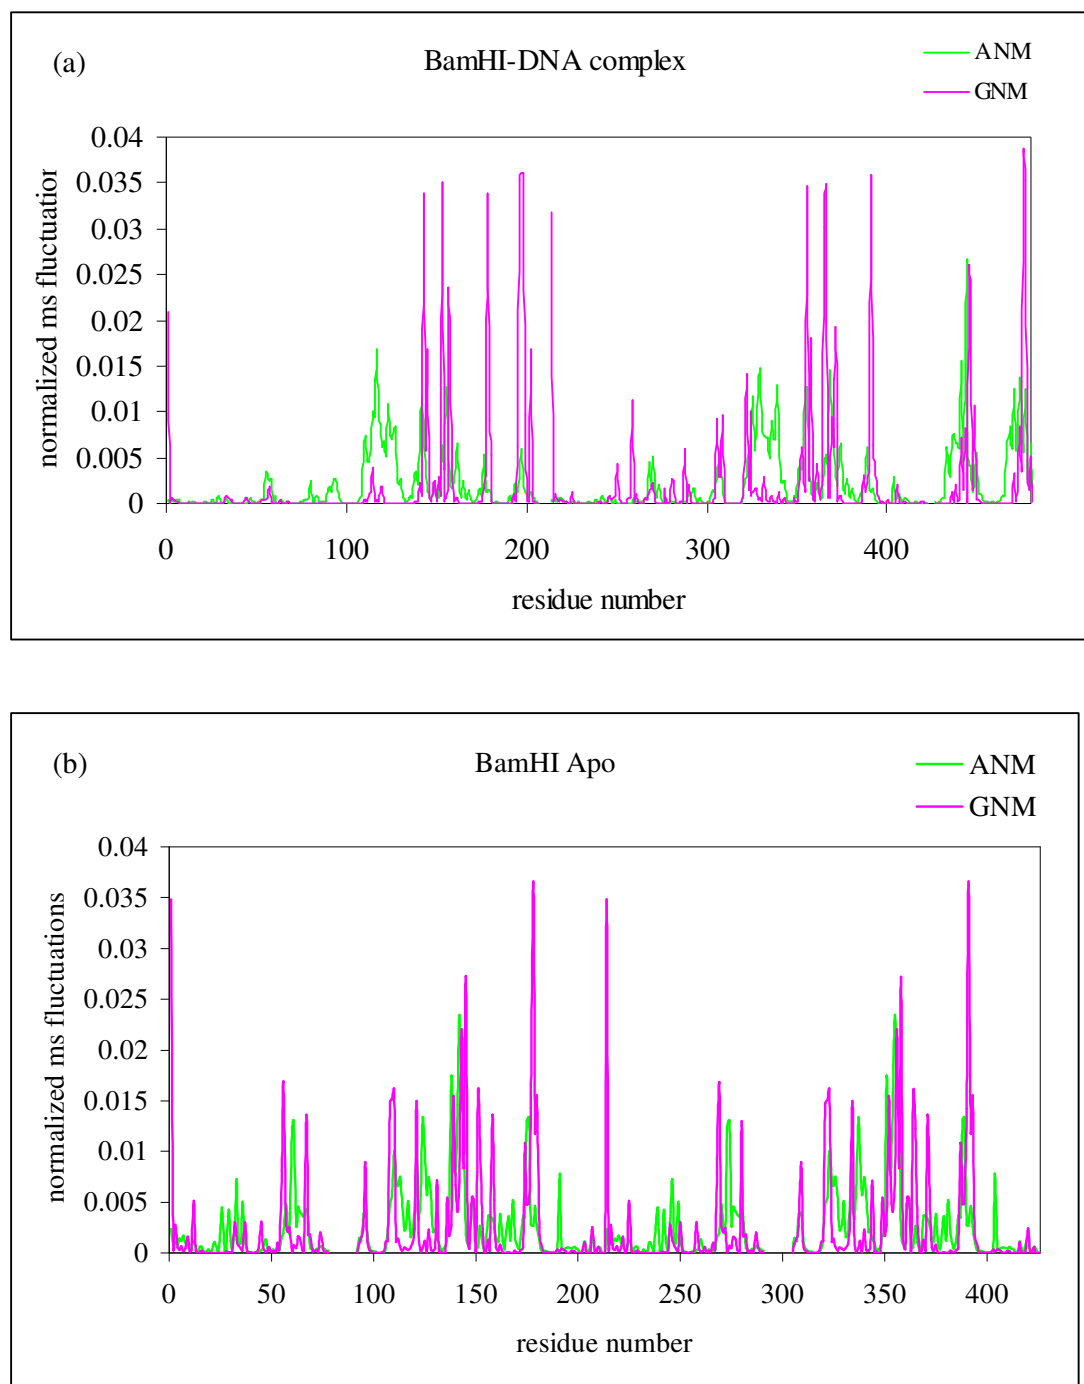 (a) BamHI-DNA complex ANM
GNM
normalized ms fluctuation
0.04
0.035
0.03
0.025
0.02
0.015
0.01
0.005
0
0 100 200 300 400
residue number
(b) BamHI Apo ANM
GNM
normalized ms fluctuations
0.04
0.035
0.03
0.025
0.02
0.015
0.01
0.005
0
0 50 100 150 200 250 300 350 400
residue number